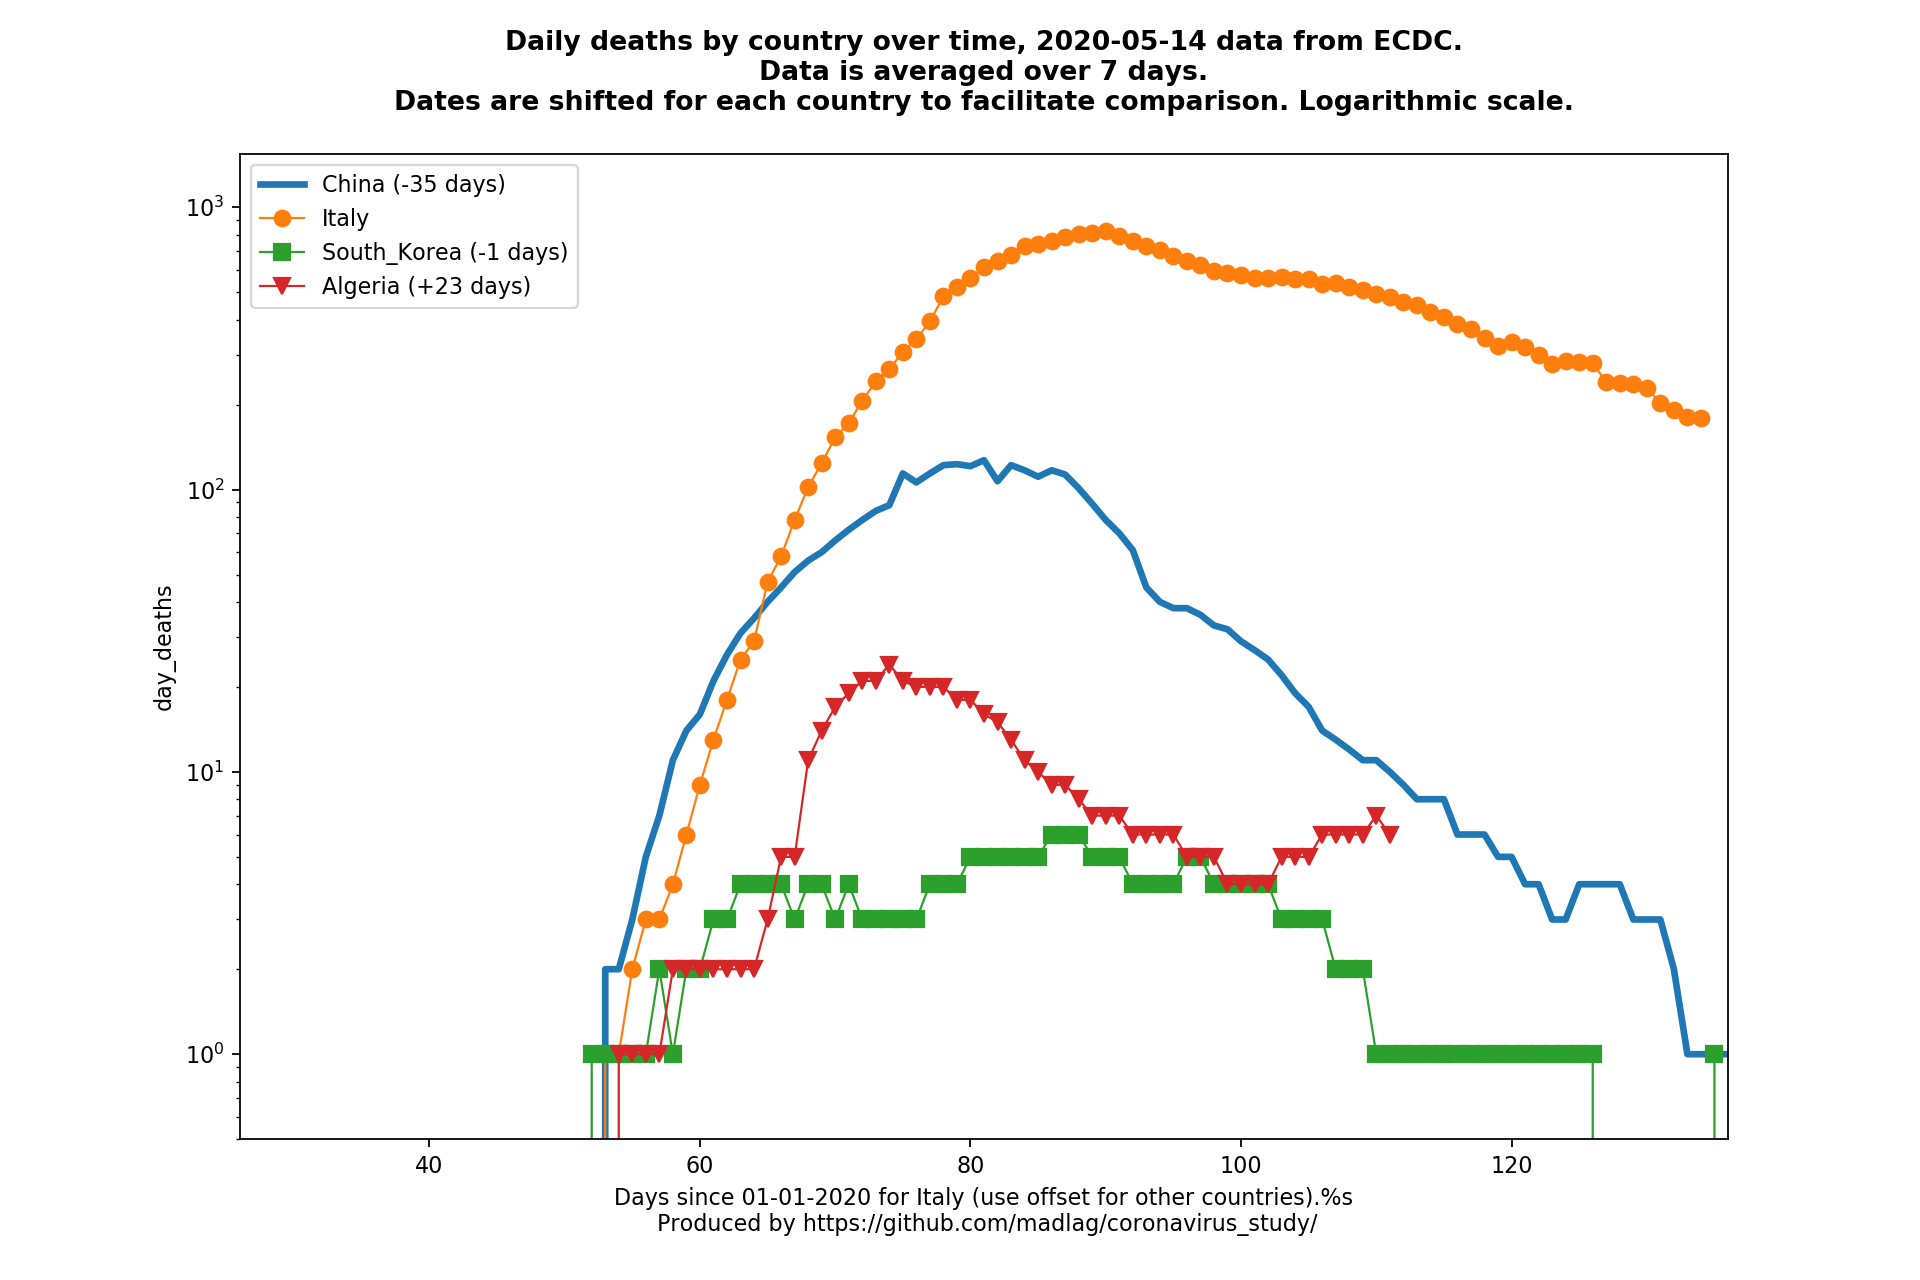 Daily deaths by country over time, 2020-05-14 data from ECDC.
Data is averaged over 7 days.
Dates are shifted for each country to facilitate comparison. Logarithmic scale.
China (-35 days)
Italy
South_Korea (-1 days)
Algeria (+23 days)
10³
10²
10¹
10⁰
day_deaths
40 60 80 100 120
Days since 01-01-2020 for Italy (use offset for other countries).%s
Produced by https://github.com/madlag/coronavirus_study/